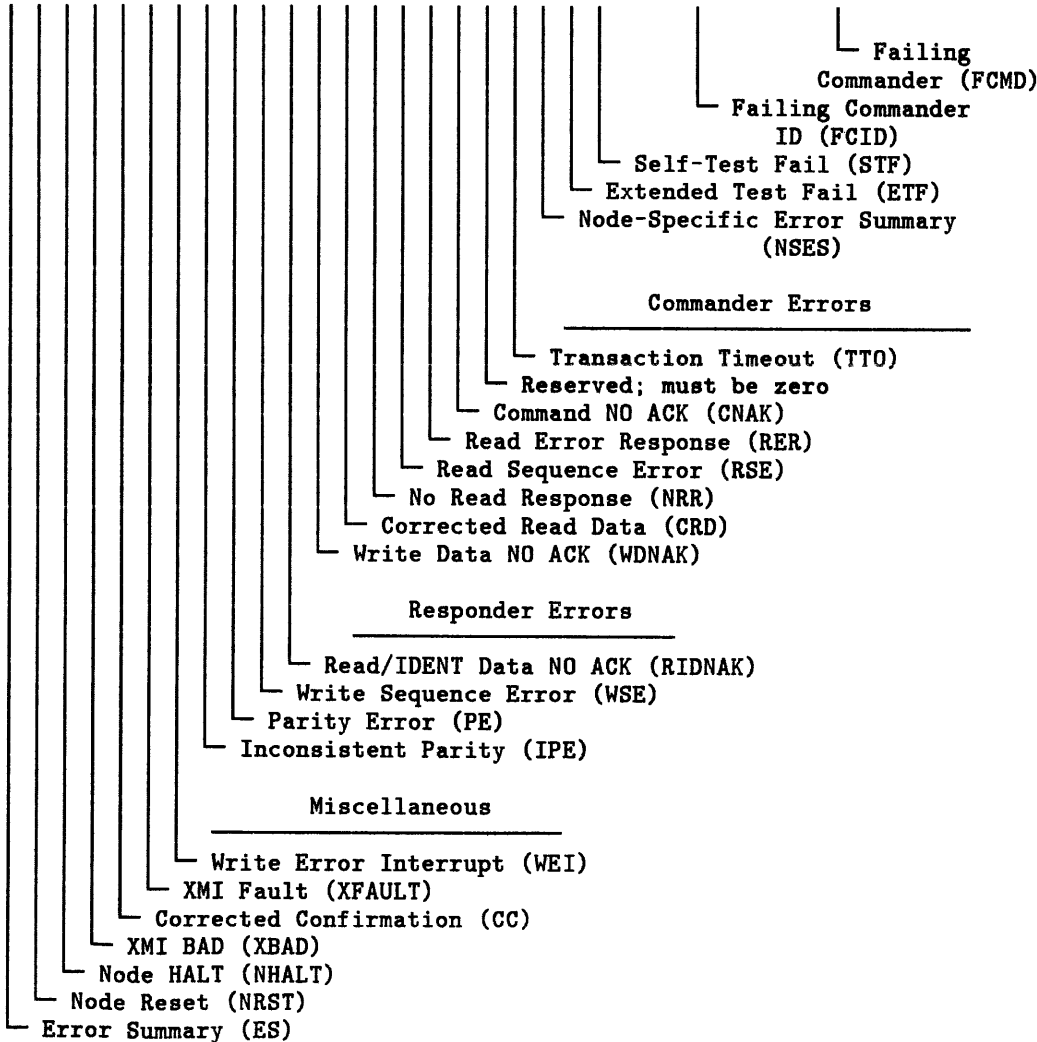 Failing
Commander (FCMD)
Failing Commander
ID (FCID)
Self-Test Fail (STF)
Extended Test Fail (ETF)
Node-Specific Error Summary
(NSES)
Commander Errors
Transaction Timeout (TTO)
Reserved; must be zero
Command NO ACK (CNAK)
Read Error Response (RER)
Read Sequence Error (RSE)
No Read Response (NRR)
Corrected Read Data (CRD)
Write Data NO ACK (WDNAK)
Responder Errors
Read/IDENT Data NO ACK (RIDNAK)
Write Sequence Error (WSE)
Parity Error (PE)
Inconsistent Parity (IPE)
Miscellaneous
Write Error Interrupt (WEI)
XMI Fault (XFAULT)
Corrected Confirmation (CC)
XMI BAD (XBAD)
Node HALT (NHALT)
Node Reset (NRST)
Error Summary (ES)